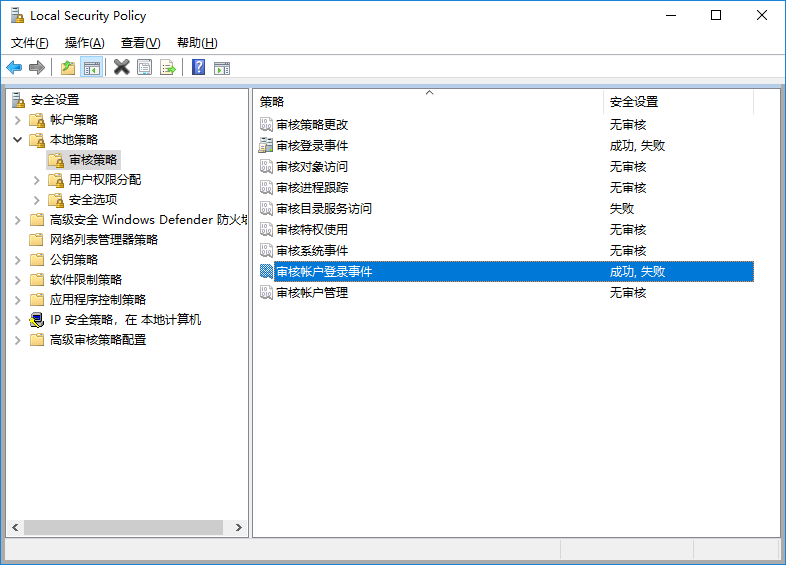 Local Security Policy
文件(F) 操作(A) 查看(V) 帮助(H)
安全设置
帐户策略
本地策略
审核策略
用户权限分配
安全选项
高级安全 Windows Defender 防火
网络列表管理器策略
公钥策略
软件限制策略
应用程序控制策略
IP 安全策略，在 本地计算机
高级审核策略配置
策略 安全设置
审核策略更改 无审核
审核登录事件 成功, 失败
审核对象访问 无审核
审核进程跟踪 无审核
审核目录服务访问 失败
审核特权使用 无审核
审核系统事件 无审核
审核帐户登录事件 成功, 失败
审核帐户管理 无审核